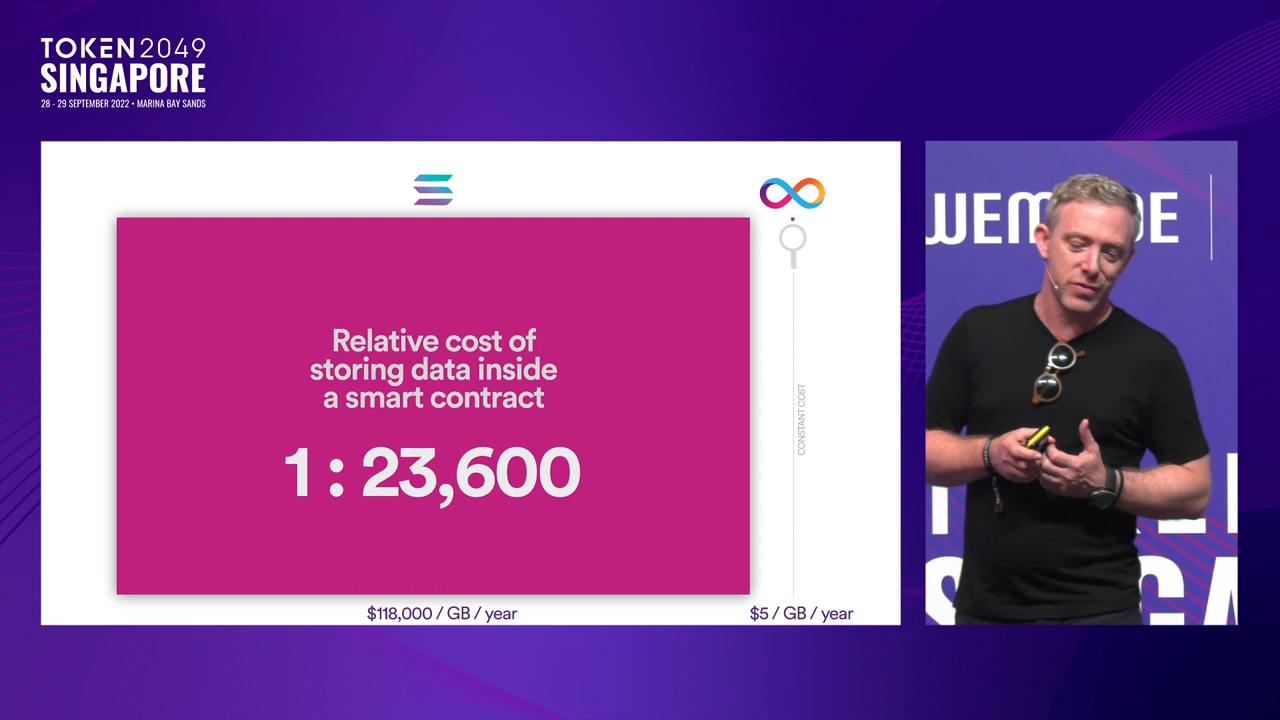 TOKEN2049
SINGAPORE
28 - 29 SEPTEMBER 2022 • MARINA BAY SANDS
Relative cost of
storing data inside
a smart contract
1 : 23,600
CONSTANT COST
$118,000 / GB / year
$5 / GB / year